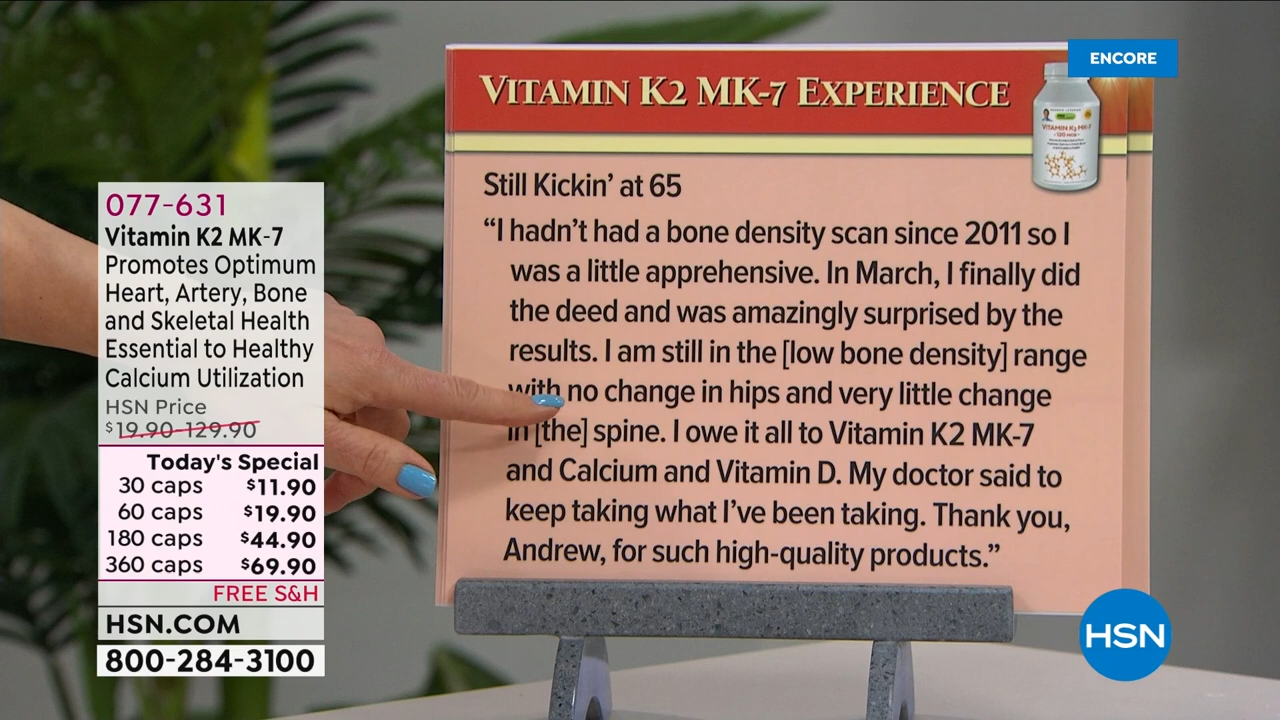 ENCORE
VITAMIN K2 MK-7 EXPERIENCE
VITAMIN K2 MK-7
Still Kickin' at 65
“I hadn't had a bone density scan since 2011 so I
was a little apprehensive. In March, I finally did
the deed and was amazingly surprised by the
results. I am still in the [low bone density] range
with no change in hips and very little change
in [the] spine. I owe it all to Vitamin K2 MK-7
and Calcium and Vitamin D. My doctor said to
keep taking what I've been taking. Thank you,
Andrew, for such high-quality products.”
077-631
Vitamin K2 MK-7
Promotes Optimum
Heart, Artery, Bone
and Skeletal Health
Essential to Healthy
Calcium Utilization
HSN Price
$19.90-129.90
Today's Special
30 caps $11.90
60 caps $19.90
180 caps $44.90
360 caps $69.90
FREE S&H
HSN.COM
800-284-3100
HSN